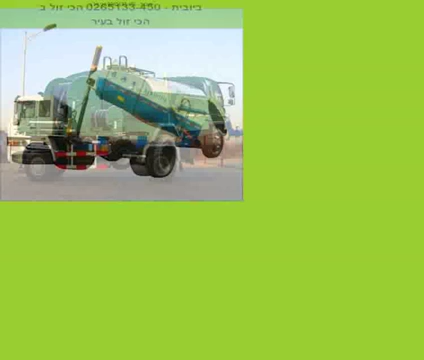 ביובית - 0265133-450 הכי זול ב
הכי זול בעיר